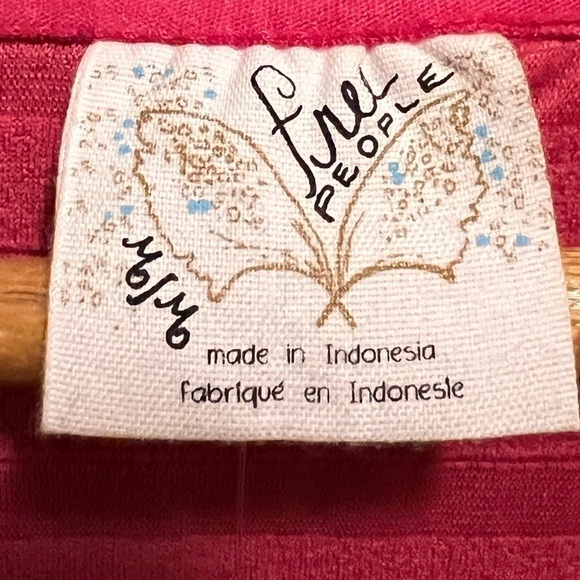 free
PEOPLE
M/M
made in Indonesia
Fabriqué en Indonesie